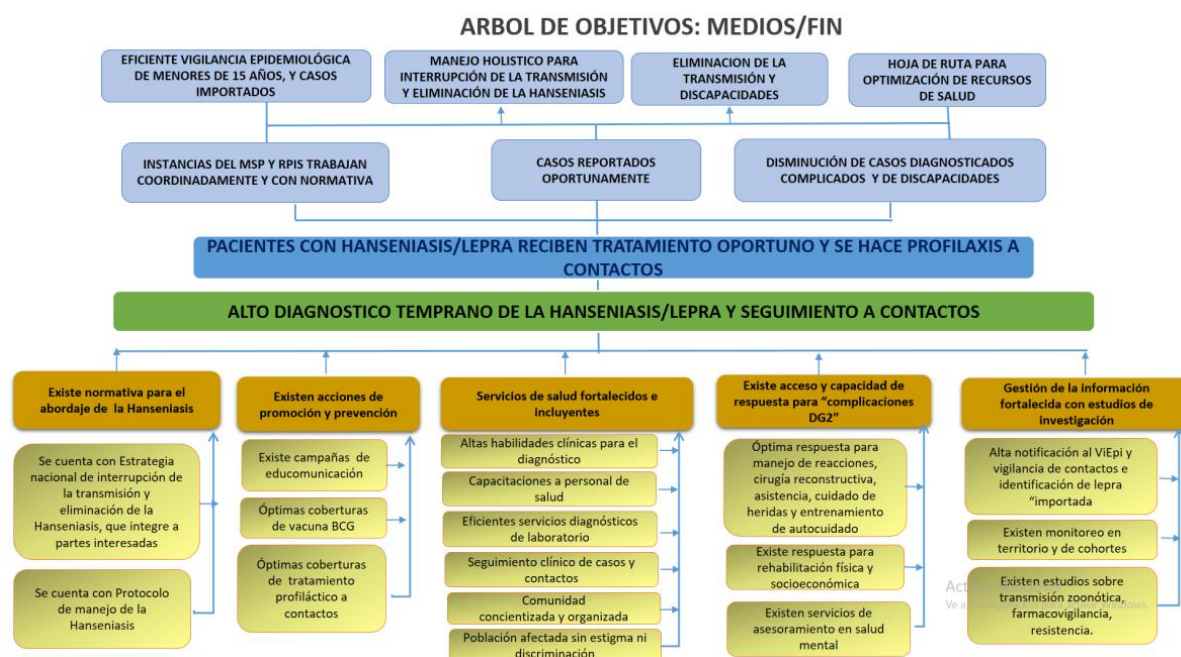 ARBOL DE OBJETIVOS: MEDIOS/FIN
EFICIENTE VIGILANCIA EPIDEMIOLÓGICA
DE MENORES DE 15 AÑOS, Y CASOS
IMPORTADOS
MANEJO HOLISTICO PARA
INTERRUPCIÓN DE LA TRANSMISIÓN
Y ELIMINACIÓN DE LA HANSENIASIS
ELIMINACION DE LA
TRANSMISIÓN Y
DISCAPACIDADES
HOJA DE RUTA PARA
OPTIMIZACIÓN DE RECURSOS
DE SALUD
INSTANCIAS DEL MSP Y RPIS TRABAJAN
COORDINADAMENTE Y CON NORMATIVA
CASOS REPORTADOS
OPORTUNAMENTE
DISMINUCIÓN DE CASOS DIAGNOSTICADOS
COMPLICADOS Y DE DISCAPACIDADES
PACIENTES CON HANSENIASIS/LEPRA RECIBEN TRATAMIENTO OPORTUNO Y SE HACE PROFILAXIS A
CONTACTOS
ALTO DIAGNOSTICO TEMPRANO DE LA HANSENIASIS/LEPRA Y SEGUIMIENTO A CONTACTOS
Existe normativa para el
abordaje de la Hanseniasis
Se cuenta con Estrategia
nacional de interrupción de
la transmisión y
eliminación de la
Hanseniasis, que integre a
partes interesadas
Se cuenta con Protocolo
de manejo de la
Hanseniasis
Existen acciones de
promoción y prevención
Existe campañas de
educomunicación
Óptimas coberturas
de vacuna BCG
Óptimas coberturas
de tratamiento
profiláctico a
contactos
Servicios de salud fortalecidos e
incluyentes
Altas habilidades clínicas para el
diagnóstico
Capacitaciones a personal de
salud
Eficientes servicios diagnósticos
de laboratorio
Seguimiento clínico de casos y
contactos
Comunidad
concientizada y organizada
Población afectada sin estigma ni
discriminación
Existe acceso y capacidad de
respuesta para "complicaciones
DG2"
Óptima respuesta para
manejo de reacciones,
cirugía reconstructiva,
asistencia, cuidado de
heridas y entrenamiento
de autocuidado
Existe respuesta para
rehabilitación física y
socioeconómica
Existen servicios de
asesoramiento en salud
mental
Gestión de la información
fortalecida con estudios de
investigación
Alta notificación al ViEpi y
vigilancia de contactos e
identificación de lepra
"importada
Existen monitoreo en
territorio y de cohortes
Existen estudios sobre
transmisión zoonótica,
farmacovigilancia,
resistencia.